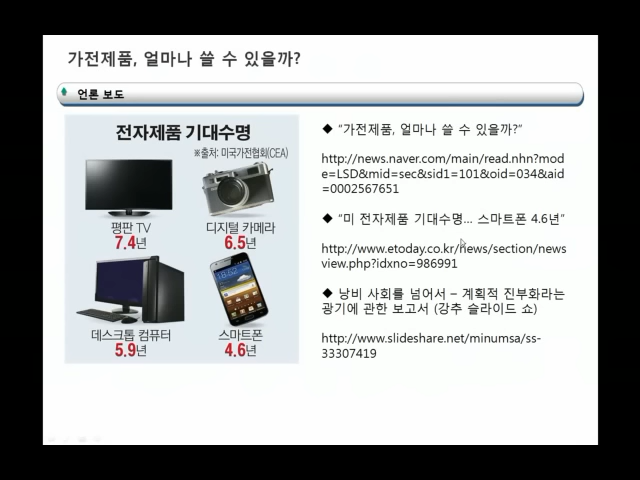 가전제품, 얼마나 쓸 수 있을까?
언론 보도
전자제품 기대수명
※출처: 미국가전협회(CEA)
평판 TV
7.4년
디지털 카메라
6.5년
데스크톱 컴퓨터
5.9년
스마트폰
4.6년
◆ “가전제품, 얼마나 쓸 수 있을까?”
http://news.naver.com/main/read.nhn?mod
e=LSD&mid=sec&sid1=101&oid=034&aid
=0002567651
◆ “미 전자제품 기대수명... 스마트폰 4.6년”
http://www.etoday.co.kr/news/section/news
view.php?idxno=986991
◆ 낭비 사회를 넘어서 – 계획적 진부화라는
광기에 관한 보고서 (강추 슬라이드 쇼)
http://www.slideshare.net/minumsa/ss-
33307419